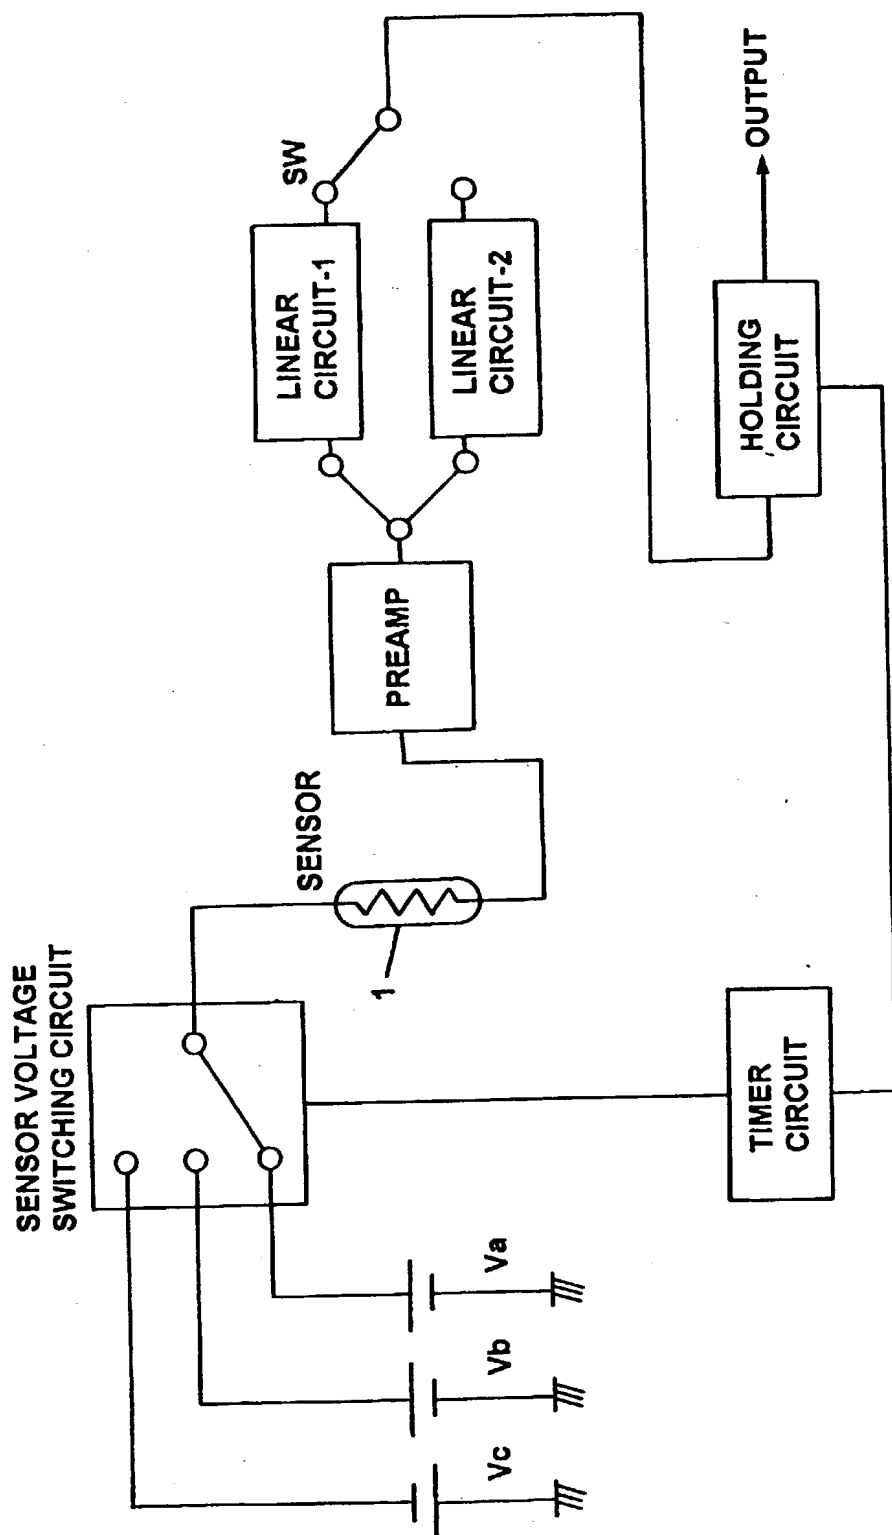 SENSOR VOLTAGE
SWITCHING CIRCUIT
Vc
Vb
Va
SENSOR
1
PREAMP
LINEAR
CIRCUIT-1
LINEAR
CIRCUIT-2
SW
TIMER
CIRCUIT
HOLDING
CIRCUIT
OUTPUT